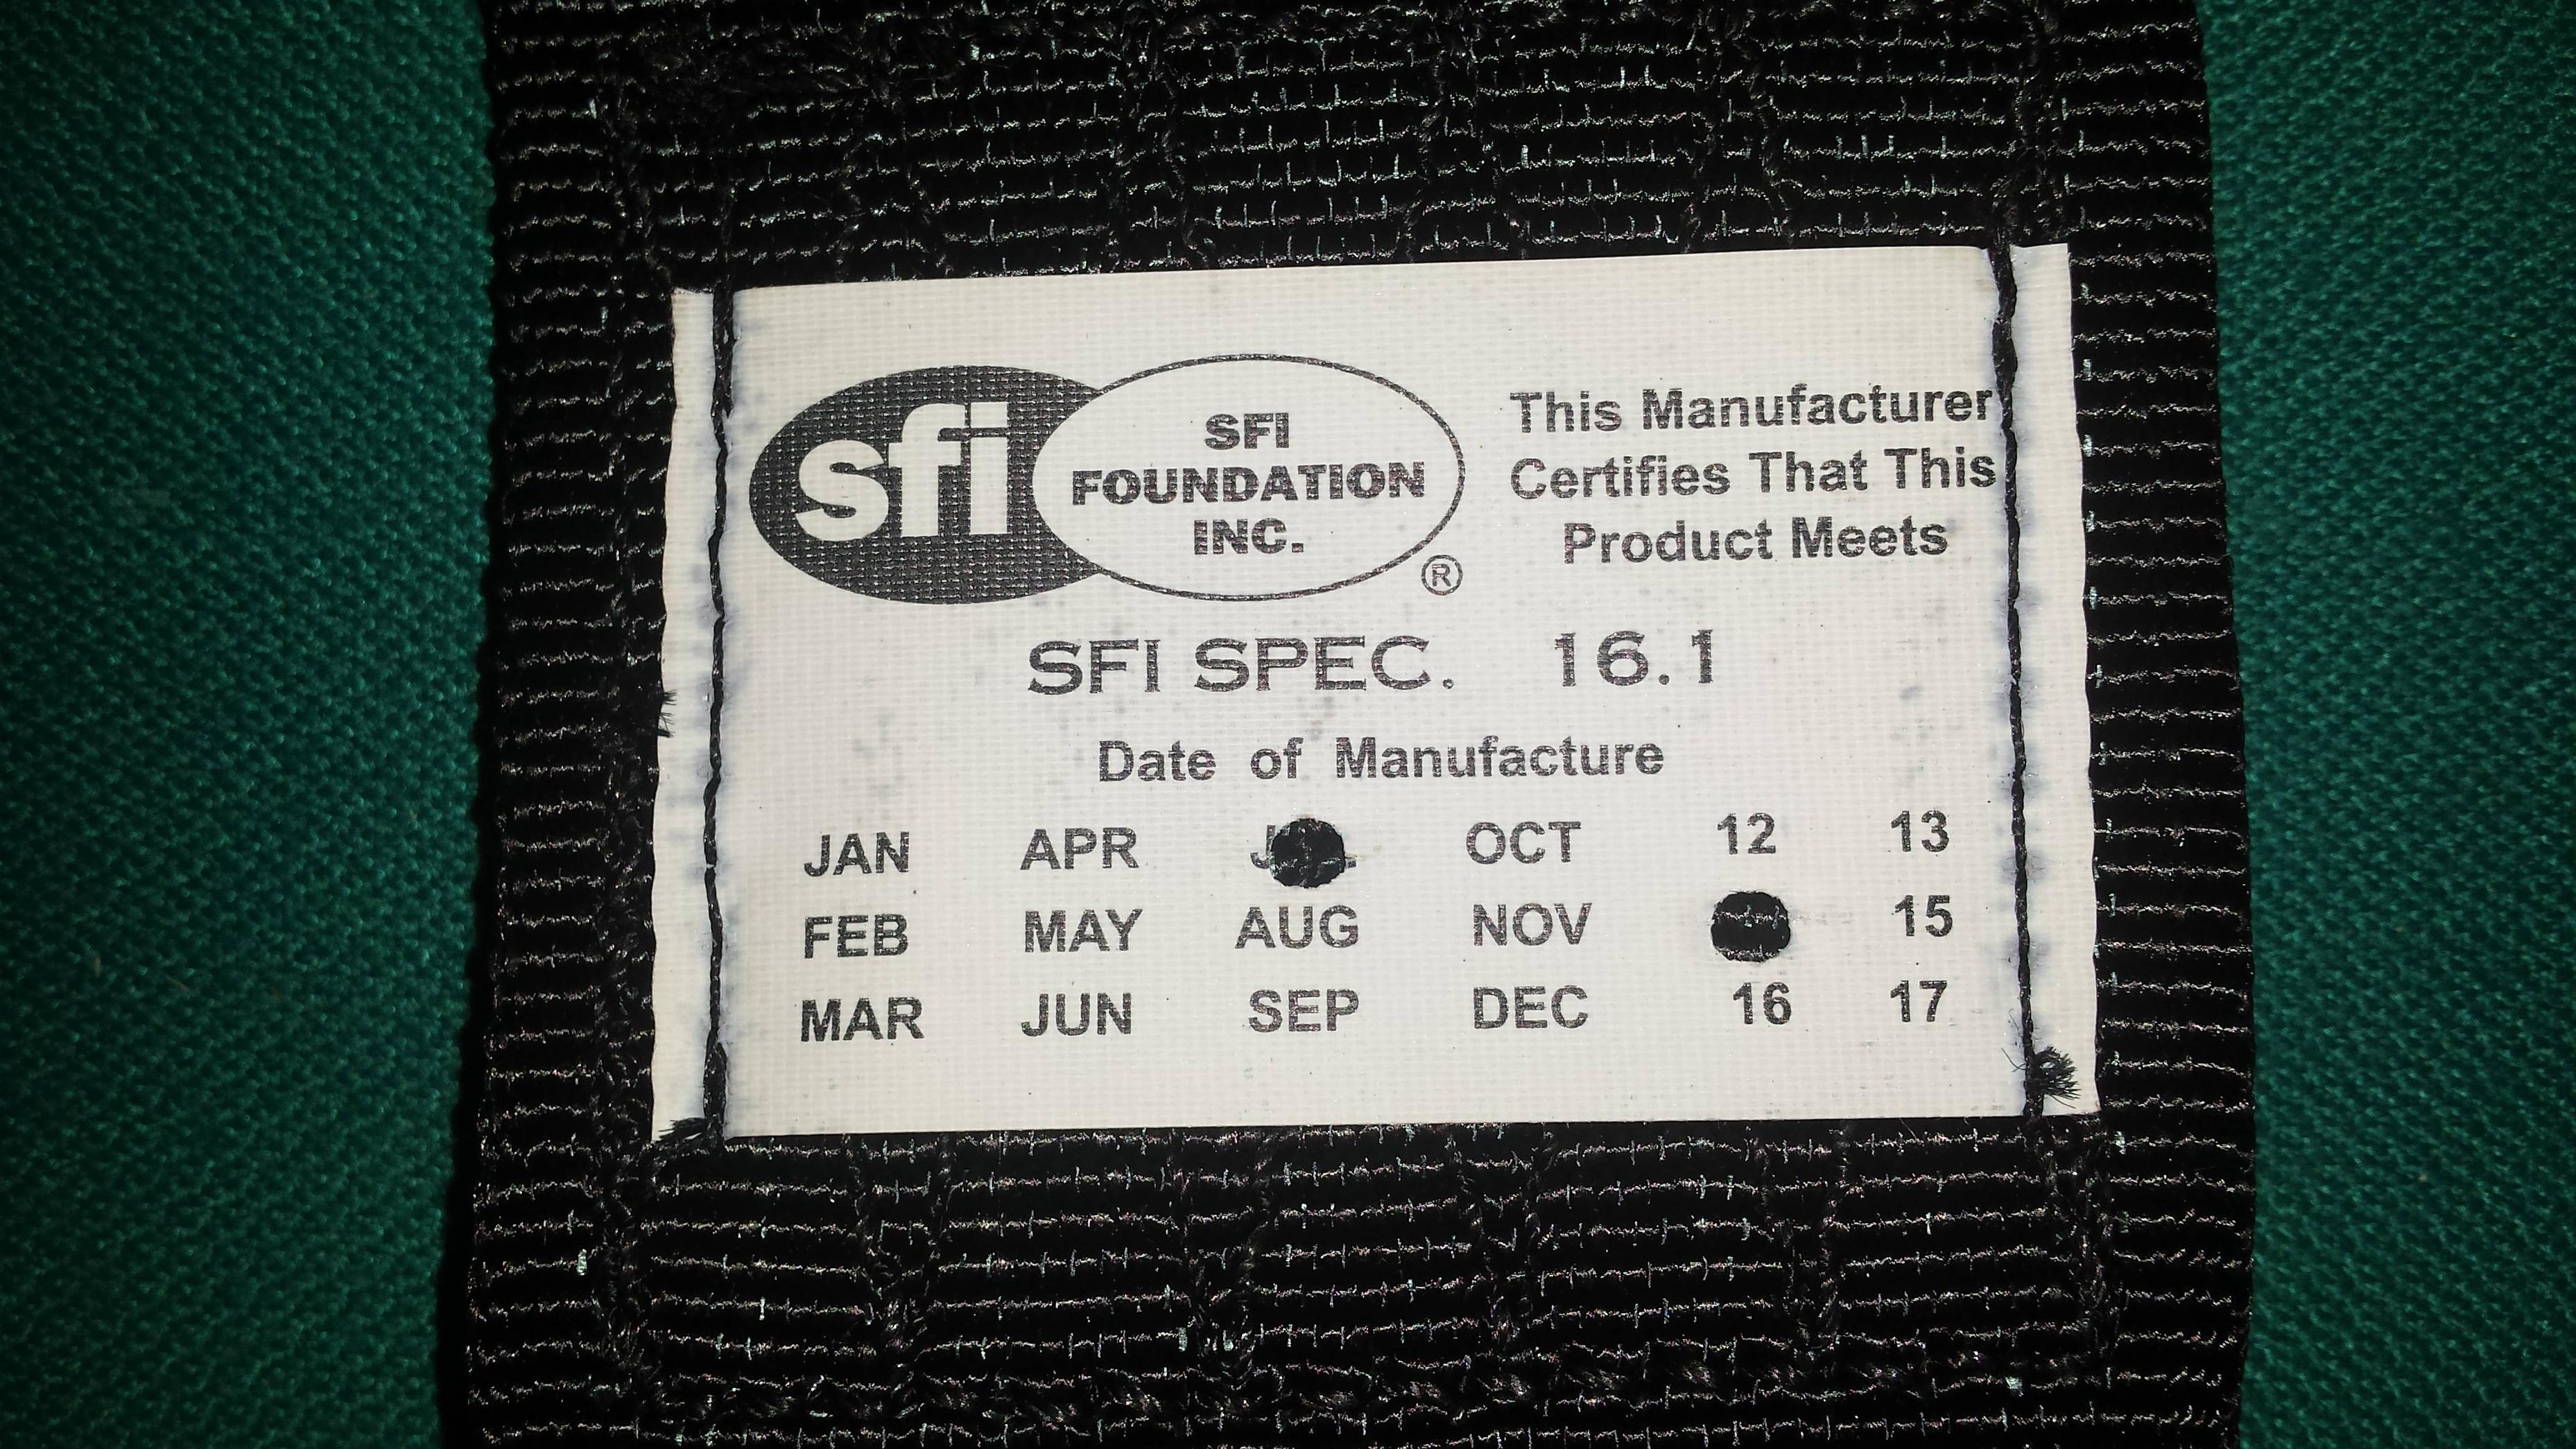 sfi
SFI
FOUNDATION
INC.
®
This Manufacturer
Certifies That This
Product Meets
SFI SPEC. 16.1
Date of Manufacture
JAN APR OCT 12 13
FEB MAY AUG NOV 15
MAR JUN SEP DEC 16 17